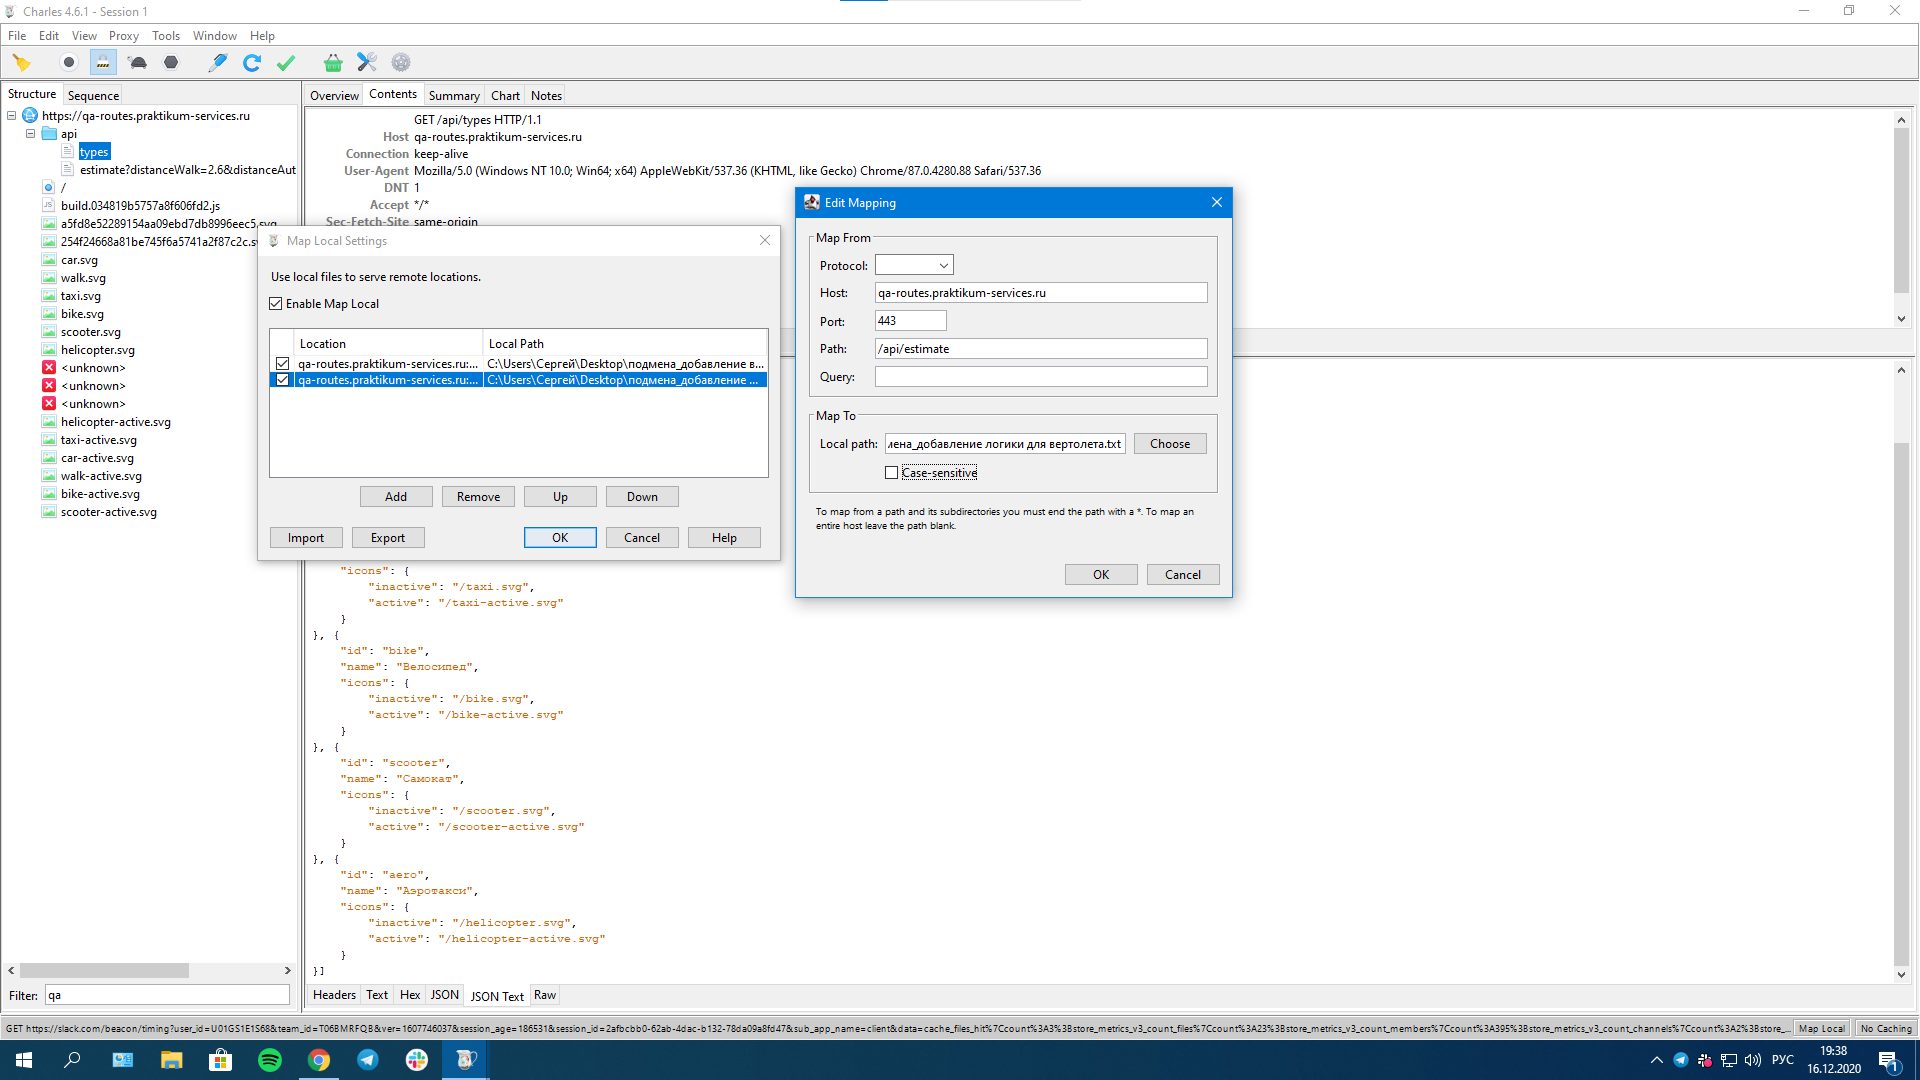 Charles 4.6.1 - Session 1
File Edit View Proxy Tools Window Help
Structure Sequence
https://qa-routes.praktikum-services.ru
api
types
estimate?distanceWalk=2.6&distanceAut
/
build.034819b5757a8f606fd2.js
a5fd8e52289154aa09ebd7db8996eec5.svg
254f24668a81be745f6a5741a2f87c2c.sv
car.svg
walk.svg
taxi.svg
bike.svg
scooter.svg
helicopter.svg
<unknown>
<unknown>
<unknown>
helicopter-active.svg
taxi-active.svg
car-active.svg
walk-active.svg
bike-active.svg
scooter-active.svg
Filter: qa
Overview Contents Summary Chart Notes
GET /api/types HTTP/1.1
Host qa-routes.praktikum-services.ru
Connection keep-alive
User-Agent Mozilla/5.0 (Windows NT 10.0; Win64; x64) AppleWebKit/537.36 (KHTML, like Gecko) Chrome/87.0.4280.88 Safari/537.36
DNT 1
Accept */*
Sec-Fetch-Site same-origin
Map Local Settings
Use local files to serve remote locations.
Enable Map Local
Location Local Path
qa-routes.praktikum-services.ru:... C:\Users\Сергей\Desktop\подмена_добавление в...
qa-routes.praktikum-services.ru:... C:\Users\Сергей\Desktop\подмена_добавление ...
Add Remove Up Down
Import Export OK Cancel Help
Edit Mapping
Map From
Protocol:
Host: qa-routes.praktikum-services.ru
Port: 443
Path: /api/estimate
Query:
Map To
Local path: мена_добавление логики для вертолета.txt Choose
Case-sensitive
To map from a path and its subdirectories you must end the path with a *. To map an
entire host leave the path blank.
OK Cancel
"icons": {
"inactive": "/taxi.svg",
"active": "/taxi-active.svg"
}
}, {
"id": "bike",
"name": "Велосипед",
"icons": {
"inactive": "/bike.svg",
"active": "/bike-active.svg"
}
}, {
"id": "scooter",
"name": "Самокат",
"icons": {
"inactive": "/scooter.svg",
"active": "/scooter-active.svg"
}
}, {
"id": "aero",
"name": "Аэротакси",
"icons": {
"inactive": "/helicopter.svg",
"active": "/helicopter-active.svg"
}
}]
Headers Text Hex JSON JSON Text Raw
GET https://slack.com/beacon/timing?user_id=U01GS1E1S68&team_id=T06BMRFQB&ver=1607746037&session_age=186531&session_id=2afbcbb0-62ab-4dac-b132-78da09a8fd47&sub_app_name=client&data=cache_files_hit%7Ccount%3A3%3Bstore_metrics_v3_count_files%7Ccount%3A23%3Bstore_metrics_v3_count_members%7Ccount%3A395%3Bstore_metrics_v3_count_channels%7Ccount%3A2%3Bstore_... Map Local No Caching
РУС
19:38
16.12.2020
1